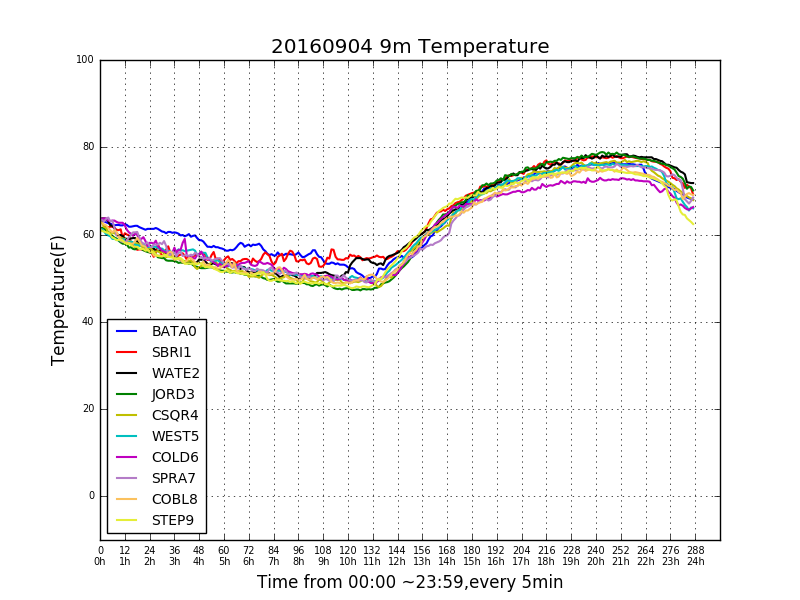 20160904 9m Temperature
Temperature(F)
100
80
60
40
20
0
BATA0
SBRI1
WATE2
JORD3
CSQR4
WEST5
COLD6
SPRA7
COBL8
STEP9
0 12 24 36 48 60 72 84 96 108 120 132 144 156 168 180 192 204 216 228 240 252 264 276 288
0h 1h 2h 3h 4h 5h 6h 7h 8h 9h 10h 11h 12h 13h 14h 15h 16h 17h 18h 19h 20h 21h 22h 23h 24h
Time from 00:00 ~23:59,every 5min